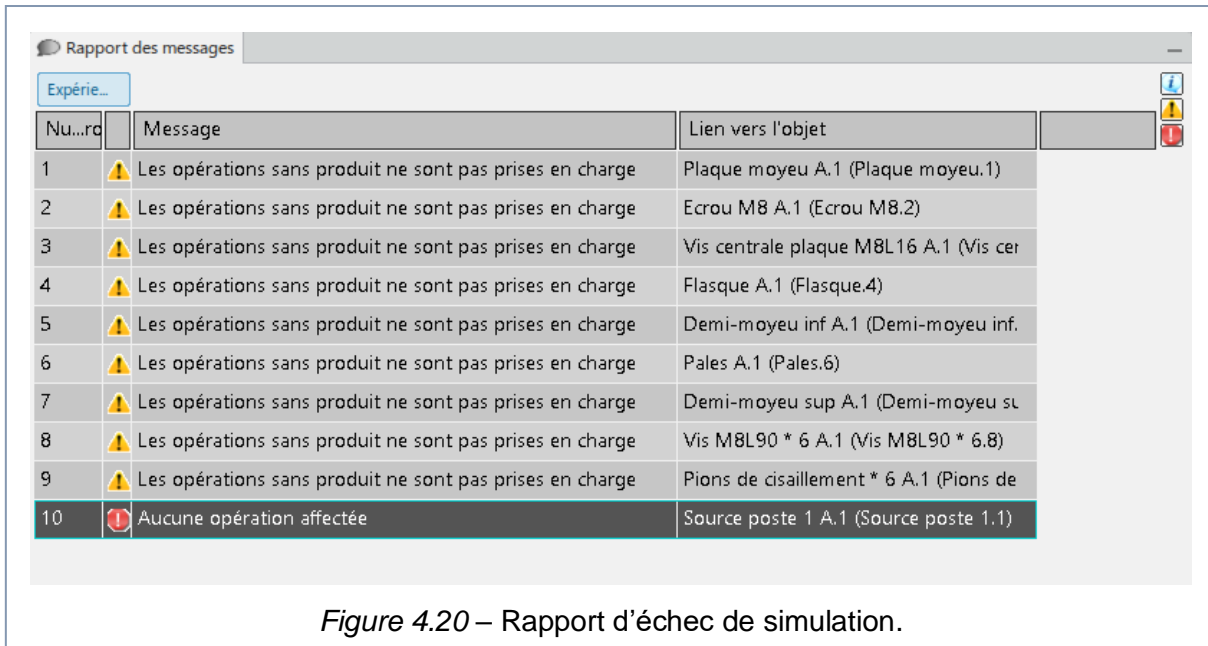 Rapport des messages
Expérie...
Nu...ro Message Lien vers l'objet
1 Les opérations sans produit ne sont pas prises en charge Plaque moyeu A.1 (Plaque moyeu.1)
2 Les opérations sans produit ne sont pas prises en charge Ecrou M8 A.1 (Ecrou M8.2)
3 Les opérations sans produit ne sont pas prises en charge Vis centrale plaque M8L16 A.1 (Vis cer
4 Les opérations sans produit ne sont pas prises en charge Flasque A.1 (Flasque.4)
5 Les opérations sans produit ne sont pas prises en charge Demi-moyeu inf A.1 (Demi-moyeu inf.
6 Les opérations sans produit ne sont pas prises en charge Pales A.1 (Pales.6)
7 Les opérations sans produit ne sont pas prises en charge Demi-moyeu sup A.1 (Demi-moyeu su
8 Les opérations sans produit ne sont pas prises en charge Vis M8L90 * 6 A.1 (Vis M8L90 * 6.8)
9 Les opérations sans produit ne sont pas prises en charge Pions de cisaillement * 6 A.1 (Pions de
10 Aucune opération affectée Source poste 1 A.1 (Source poste 1.1)
Figure 4.20 – Rapport d'échec de simulation.